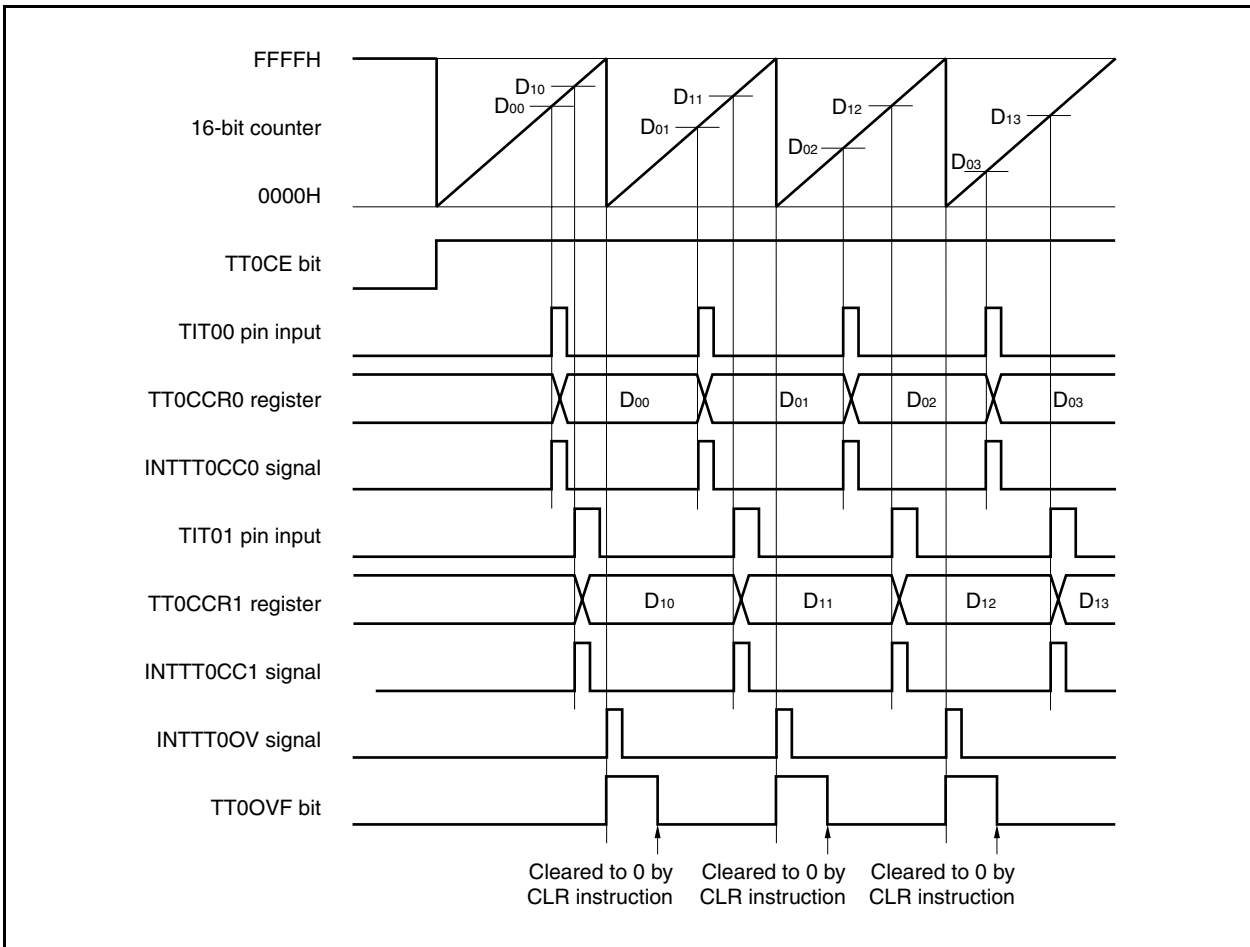 FFFFH
D10
D00
D11
D01
D12
D02
D13
D03
16-bit counter
0000H
TT0CE bit
TIT00 pin input
TT0CCR0 register
D00
D01
D02
D03
INTTT0CC0 signal
TIT01 pin input
TT0CCR1 register
D10
D11
D12
D13
INTTT0CC1 signal
INTTT0OV signal
TT0OVF bit
Cleared to 0 by
CLR instruction
Cleared to 0 by
CLR instruction
Cleared to 0 by
CLR instruction